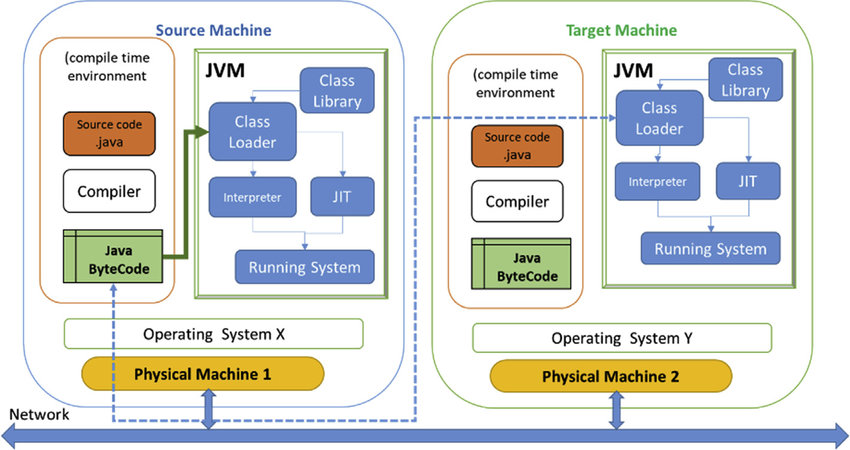 Source Machine
(compile time
environment
Source code
.java
Compiler
Java
ByteCode
JVM
Class
Library
Class
Loader
Interpreter
JIT
Running System
Operating System X
Physical Machine 1
Target Machine
(compile time
environment
Source code
.java
Compiler
Java
ByteCode
JVM
Class
Library
Class
Loader
Interpreter
JIT
Running System
Operating System Y
Physical Machine 2
Network